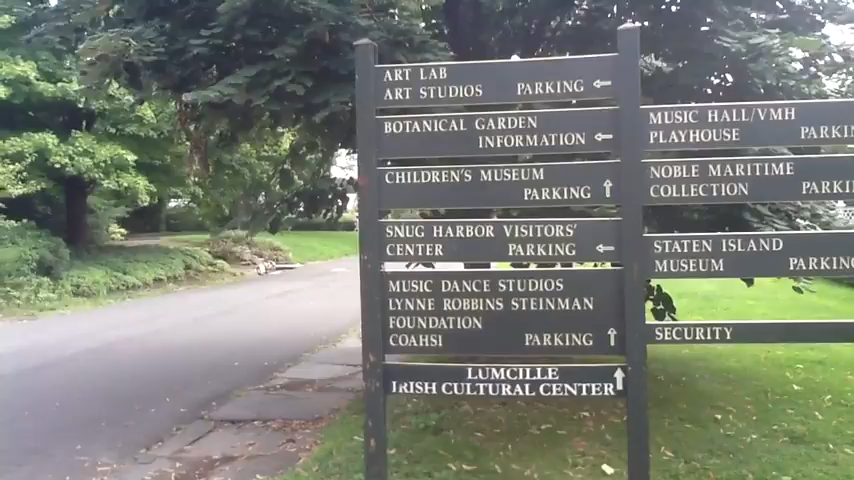 ART LAB
ART STUDIOS PARKING ←
BOTANICAL GARDEN
INFORMATION ←
CHILDREN'S MUSEUM
PARKING ↑
SNUG HARBOR VISITORS'
CENTER PARKING ←
MUSIC DANCE STUDIOS
LYNNE ROBBINS STEINMAN
FOUNDATION
COAHSI PARKING ↑
LUMCILLE
IRISH CULTURAL CENTER ↑
MUSIC HALL/VMH
PLAYHOUSE PARKIN
NOBLE MARITIME
COLLECTION PARKI
STATEN ISLAND
MUSEUM PARKING
SECURITY